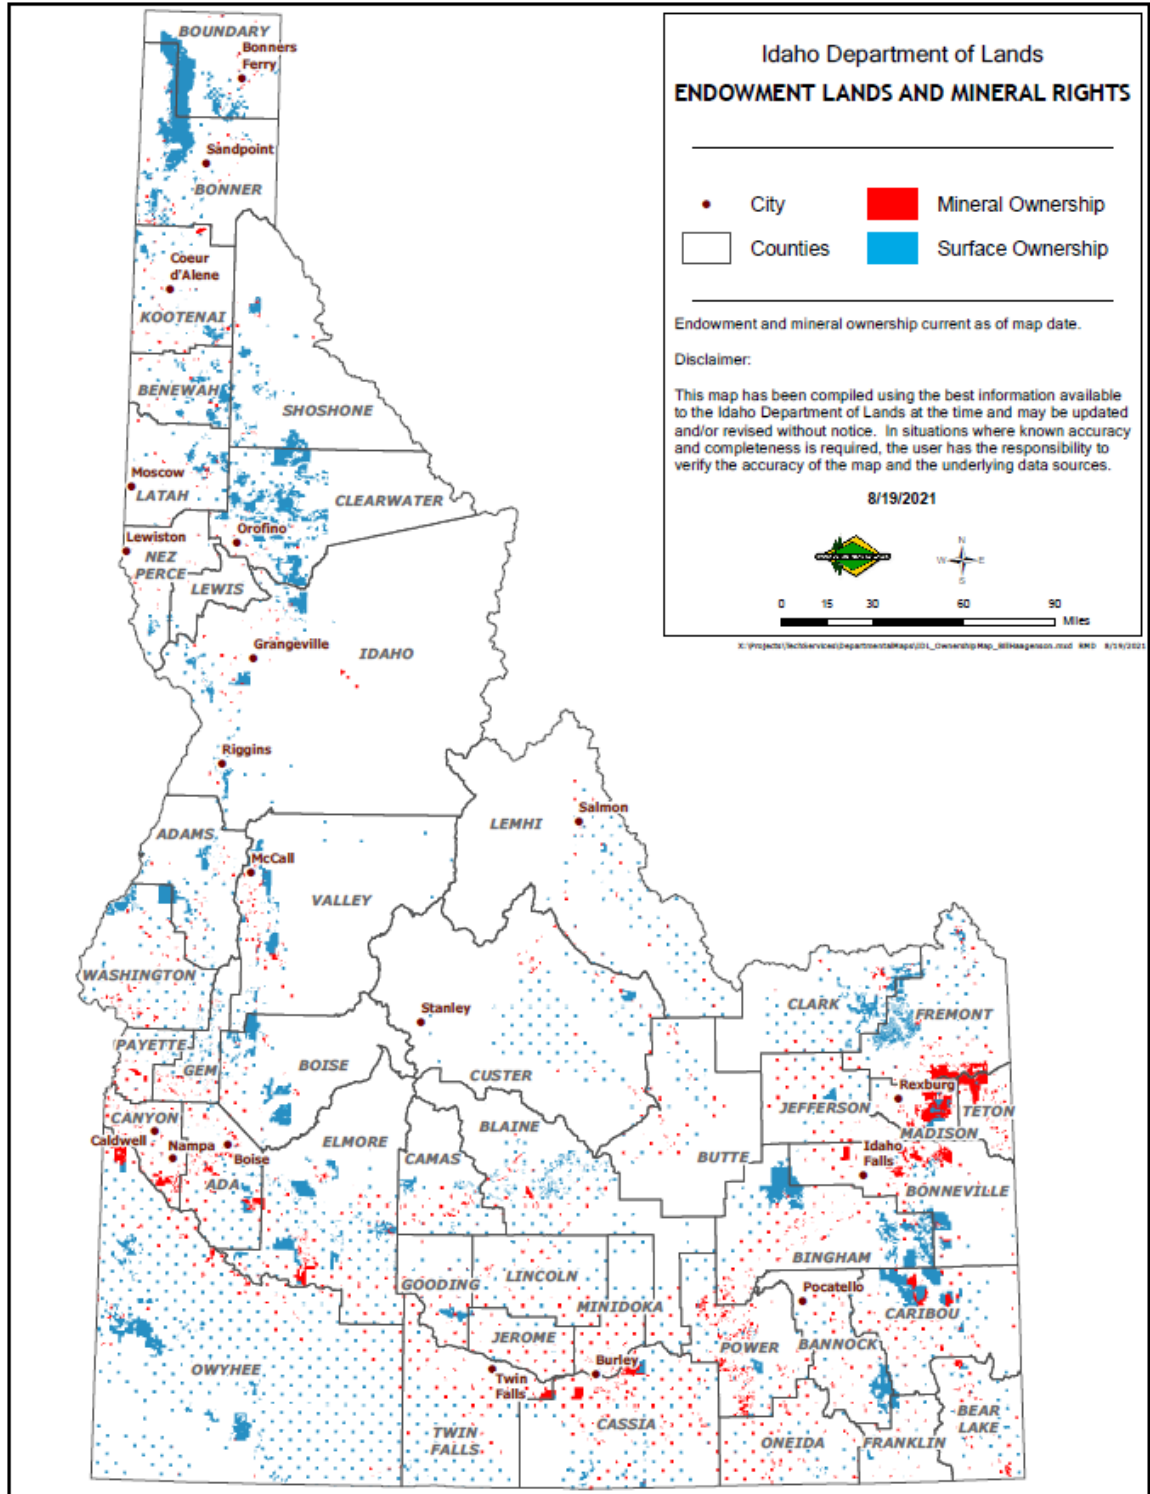 Idaho Department of Lands
ENDOWMENT LANDS AND MINERAL RIGHTS
City
Mineral Ownership
Counties
Surface Ownership
Endowment and mineral ownership current as of map date.
Disclaimer:
This map has been compiled using the best information available
to the Idaho Department of Lands at the time and may be updated
and/or revised without notice. In situations where known accuracy
and completeness is required, the user has the responsibility to
verify the accuracy of the map and the underlying data sources.
8/19/2021
N
W E
S
0 15 30 60 90
Miles
BOUNDARY
Bonners
Ferry
Sandpoint
BONNER
Coeur
d'Alene
KOOTENAI
BENEWAH
SHOSHONE
Moscow
LATAH
CLEARWATER
Lewiston
Orofino
NEZ
PERCE
LEWIS
Grangeville
IDAHO
Riggins
Salmon
LEMHI
ADAMS
McCall
VALLEY
WASHINGTON
Stanley
CLARK
FREMONT
PAYETTE
GEM
BOISE
CUSTER
Rexburg
JEFFERSON
TETON
MADISON
CANYON
Caldwell
Nampa
Boise
ADA
ELMORE
CAMAS
BLAINE
BUTTE
Idaho
Falls
BONNEVILLE
BINGHAM
GOODING
LINCOLN
MINIDOKA
Pocatello
CARIBOU
JEROME
POWER
BANNOCK
OWYHEE
Twin
Falls
Burley
CASSIA
TWIN
FALLS
ONEIDA
FRANKLIN
BEAR
LAKE